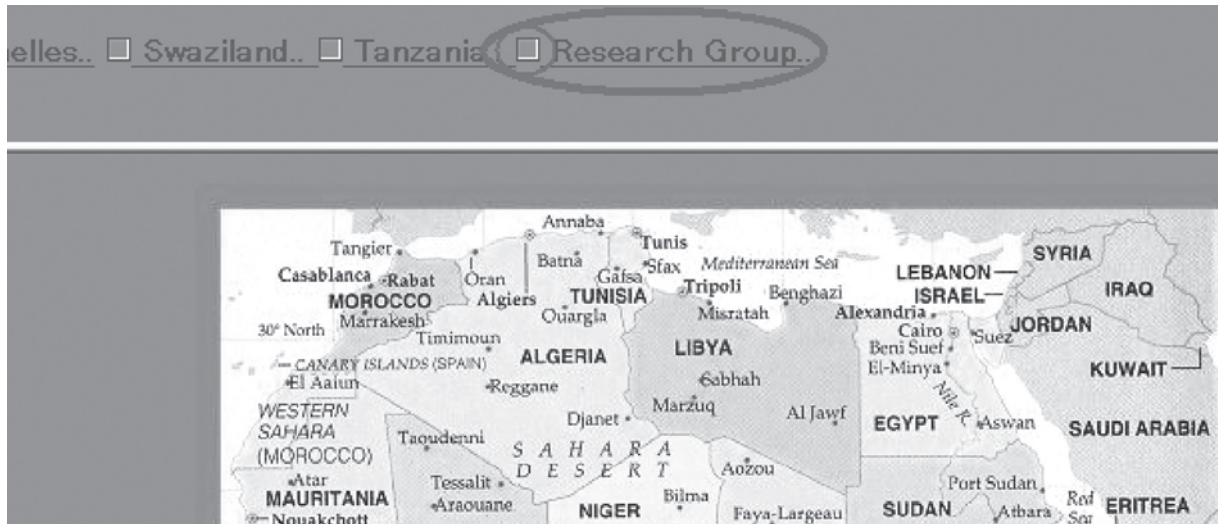 elles.. Swaziland.. Tanzania Research Group..
Annaba
Tangier
Tunis
Casablanca
Rabat
Oran
Batna
Gafsa
Sfax
Mediterranean Sea
SYRIA
LEBANON
MOROCCO
Algiers
TUNISIA
Tripoli
Benghazi
ISRAEL
IRAQ
Marrakesh
Ouargla
Misratah
Alexandria
30° North
Timimoun
Cairo
Suez
JORDAN
CANARY ISLANDS (SPAIN)
ALGERIA
LIBYA
Beni Suef
El-Minya
KUWAIT
El Aaiun
Reggane
Sabhah
Nile R.
WESTERN
SAHARA
(MOROCCO)
Djanet
Marzuq
Al Jawf
EGYPT
Aswan
SAUDI ARABIA
Taoudenni
SAHARA
DESERT
Aozou
Atar
Tessalit
Port Sudan
MAURITANIA
Araouane
NIGER
Bilma
Faya-Largeau
SUDAN
Atbara
Red
Sea
ERITREA
Nouakchott